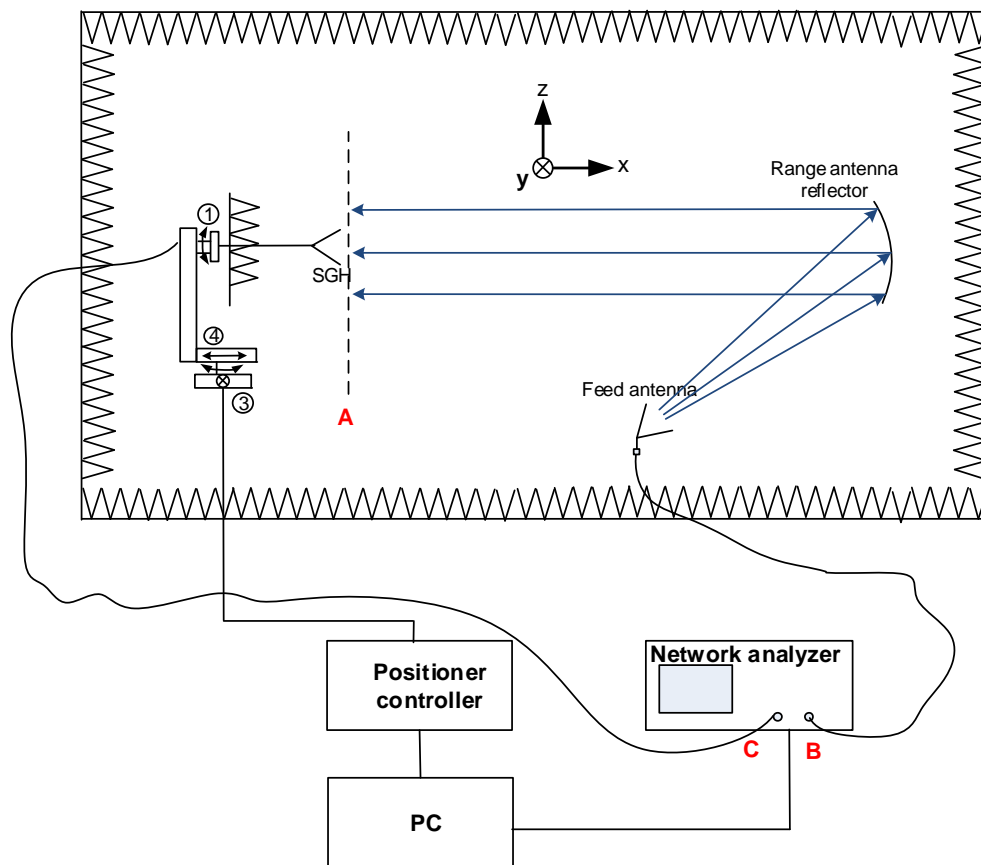 z
y
x
Range antenna
reflector
①
SGH
④
③
A
Feed antenna
Positioner
controller
Network analyzer
C
B
PC